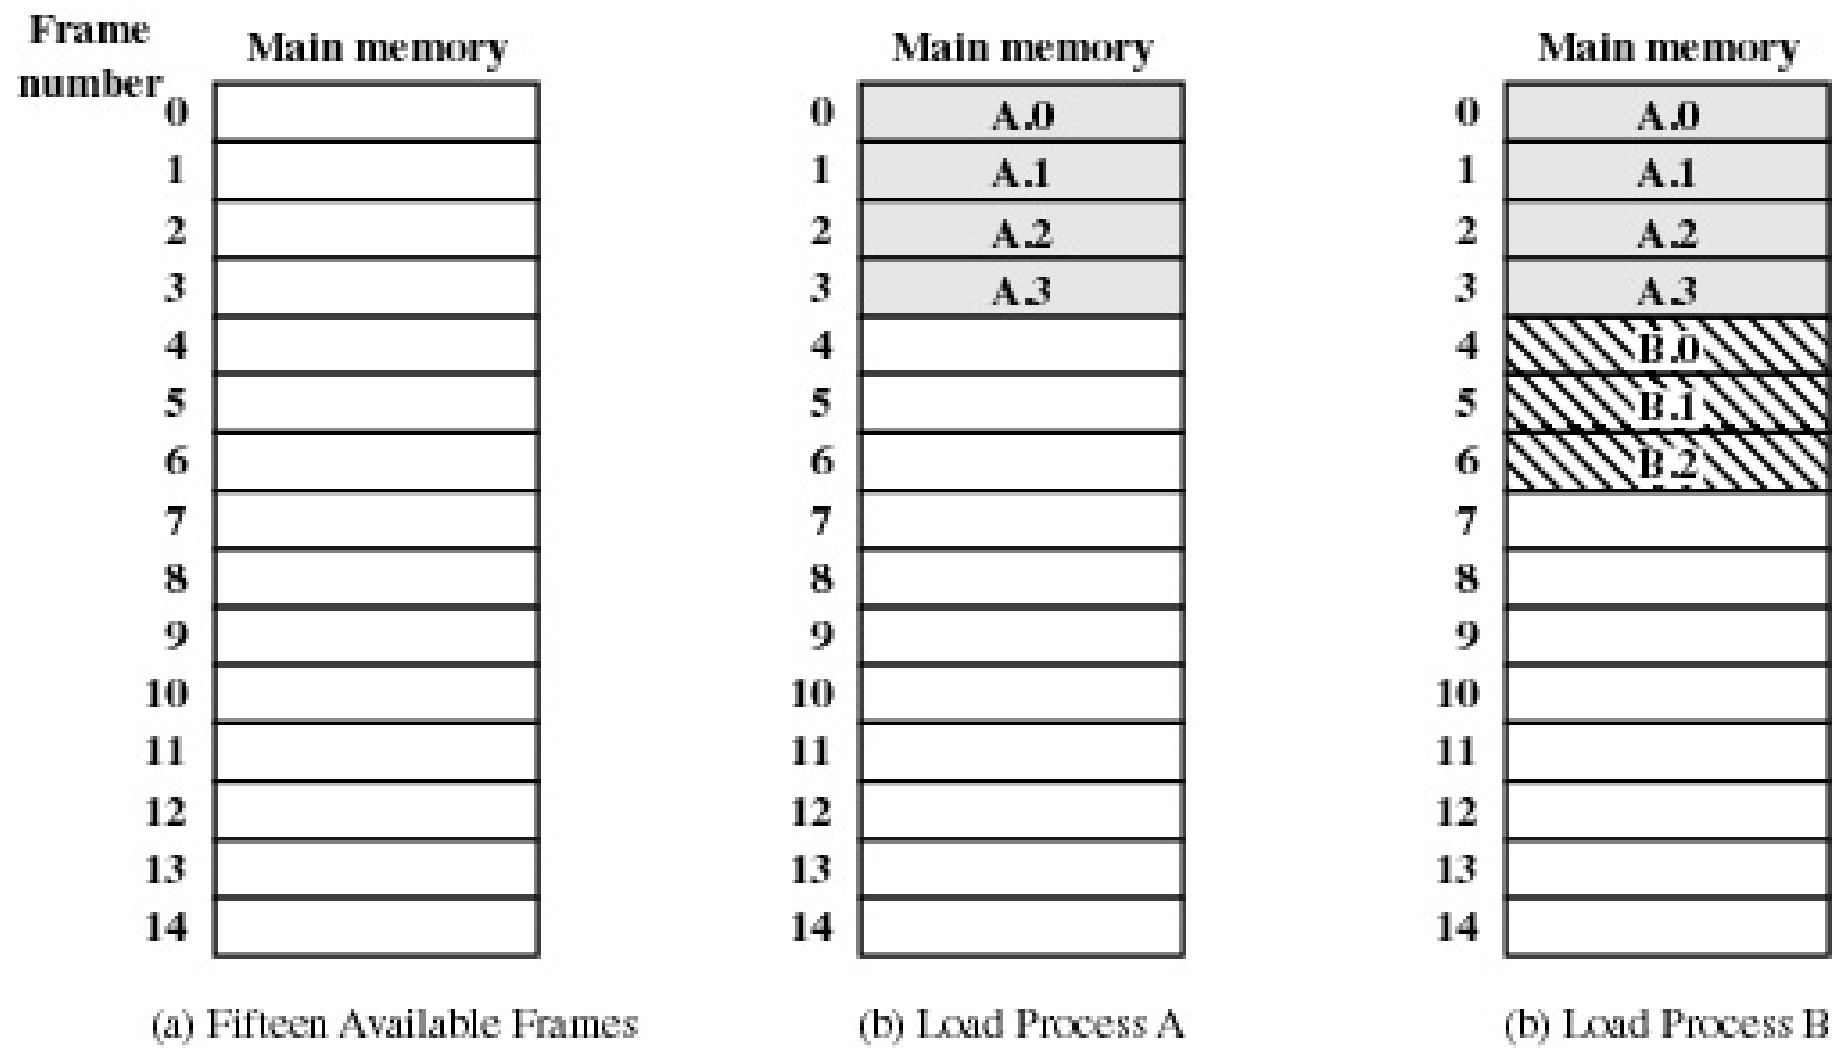 Frame
number
Main memory
0
1
2
3
4
5
6
7
8
9
10
11
12
13
14
(a) Fifteen Available Frames
Main memory
0 A.0
1 A.1
2 A.2
3 A.3
4
5
6
7
8
9
10
11
12
13
14
(b) Load Process A
Main memory
0 A.0
1 A.1
2 A.2
3 A.3
4 B.0
5 B.1
6 B.2
7
8
9
10
11
12
13
14
(b) Load Process B